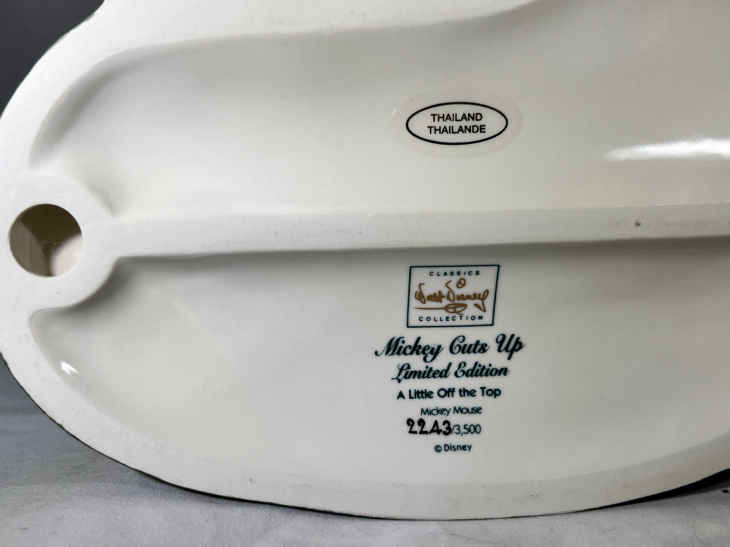 THAILAND
THAILANDE
CLASSICS
Walt Disney
COLLECTION
Mickey Cuts Up
Limited Edition
A Little Off the Top
Mickey Mouse
2243/3,500
© Disney